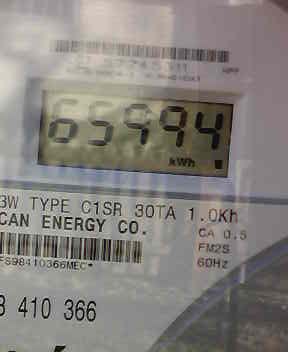 65994
kWh
3W TYPE C1SR 30TA 1.0Kh
CAN ENERGY CO.
CA 0.5
FM2S
60Hz
FS98410366MEC*
8 410 366